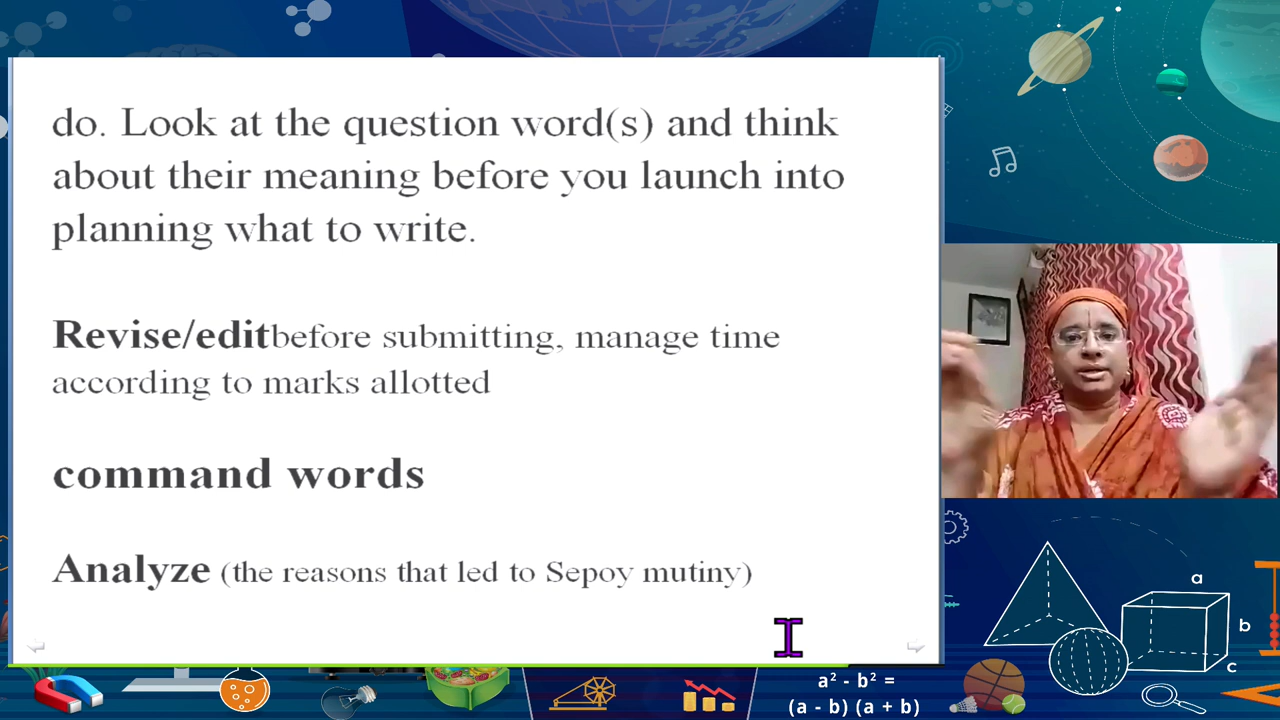 do. Look at the question word(s) and think
about their meaning before you launch into
planning what to write.
Revise/editbefore submitting, manage time
according to marks allotted
command words
Analyze (the reasons that led to Sepoy mutiny)
a
b
c
a² - b² =
(a - b) (a + b)